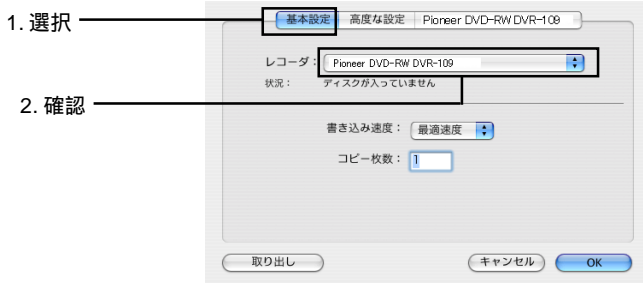 1. 選択
基本設定 高度な設定 Pioneer DVD-RW DVR-109
レコーダ： Pioneer DVD-RW DVR-109
状況： ディスクが入っていません
2. 確認
書き込み速度： 最適速度
コピー枚数： 1
取り出し キャンセル OK